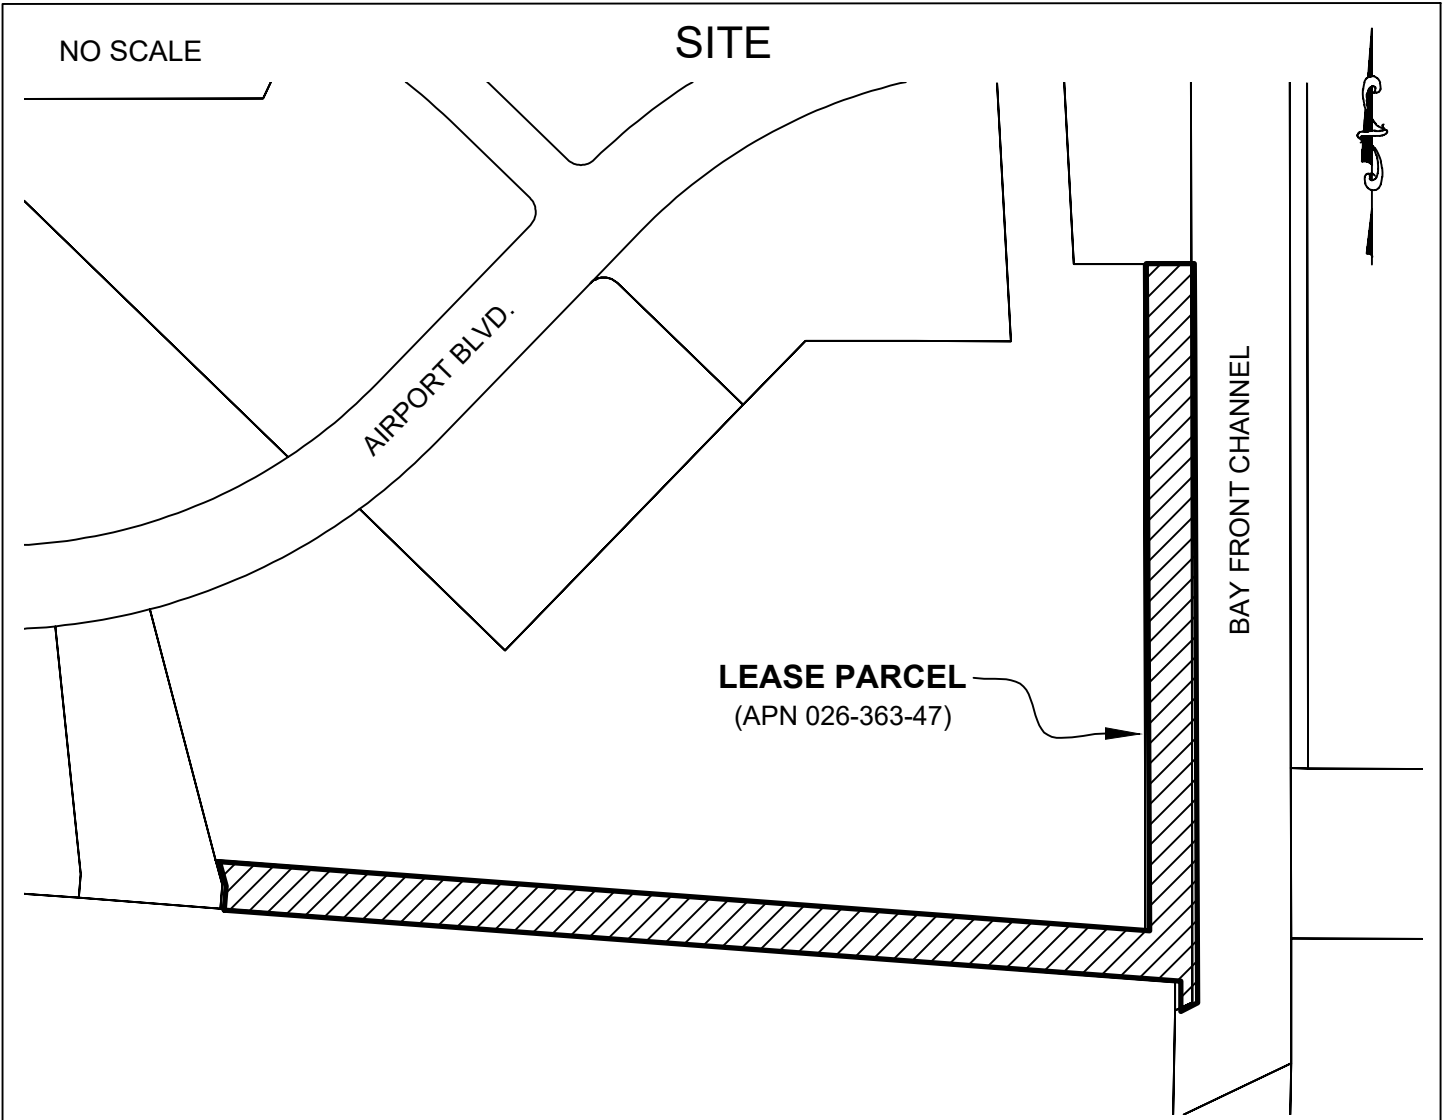 NO SCALE
SITE
AIRPORT BLVD.
BAY FRONT CHANNEL
LEASE PARCEL
(APN 026-363-47)